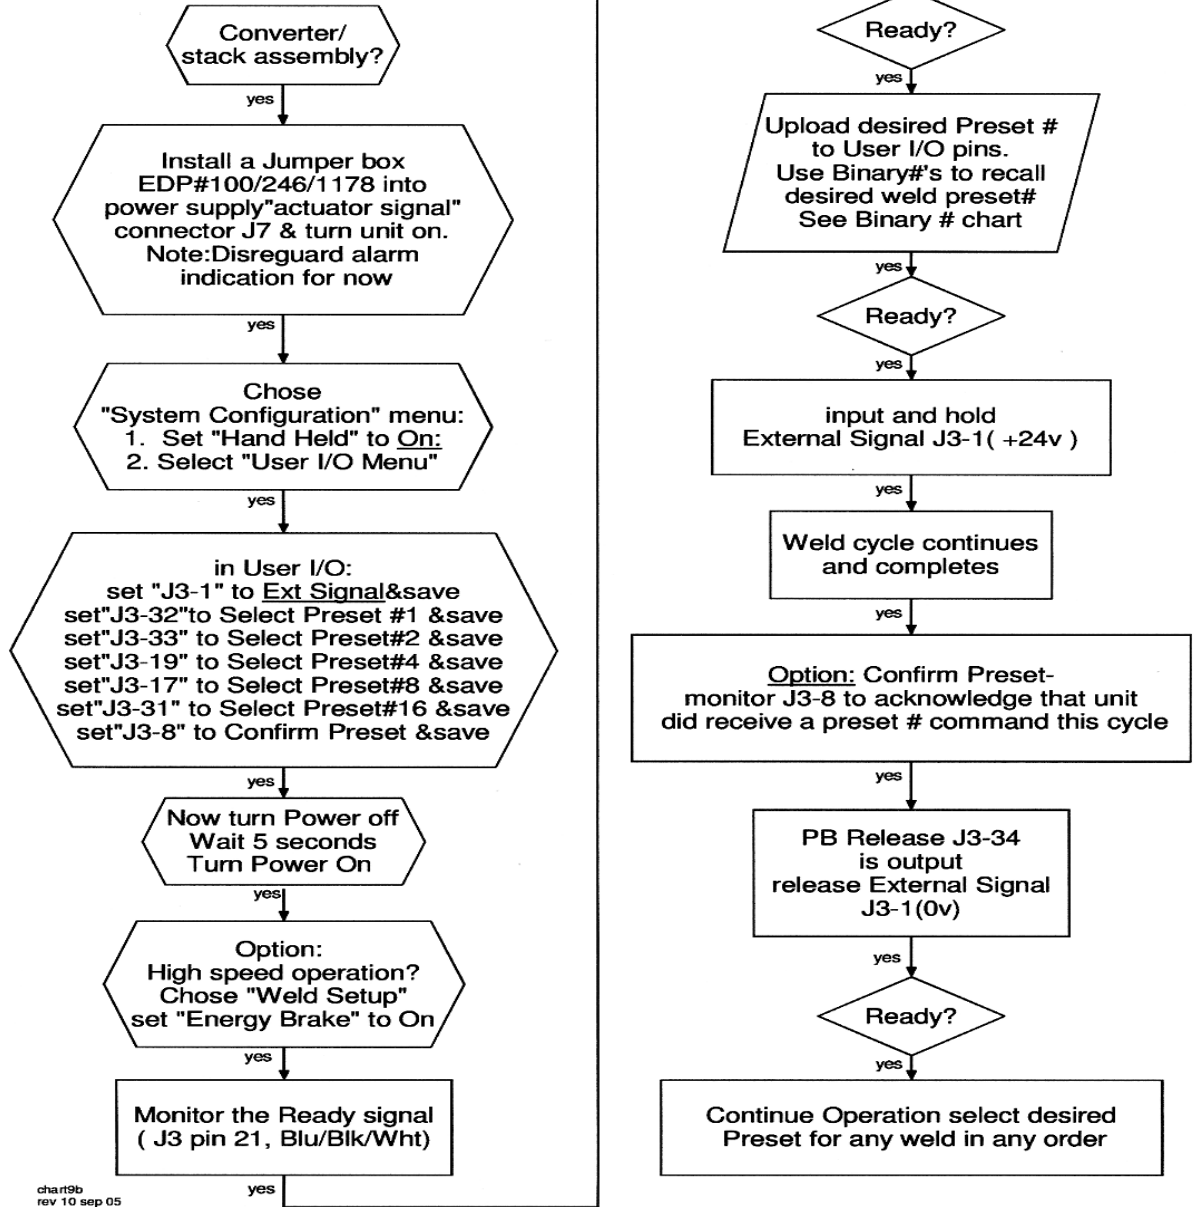 Converter/
stack assembly?
yes
Install a Jumper box
EDP#100/246/1178 into
power supply"actuator signal"
connector J7 & turn unit on.
Note:Disreguard alarm
indication for now
yes
Chose
"System Configuration" menu:
1. Set "Hand Held" to On:
2. Select "User I/O Menu"
yes
in User I/O:
set "J3-1" to Ext Signal&save
set"J3-32"to Select Preset #1 &save
set"J3-33" to Select Preset#2 &save
set"J3-19" to Select Preset#4 &save
set"J3-17" to Select Preset#8 &save
set"J3-31" to Select Preset#16 &save
set"J3-8" to Confirm Preset &save
yes
Now turn Power off
Wait 5 seconds
Turn Power On
yes
Option:
High speed operation?
Chose "Weld Setup"
set "Energy Brake" to On
yes
Monitor the Ready signal
( J3 pin 21, Blu/Blk/Wht)
yes
chart9b
rev 10 sep 05
Ready?
yes
Upload desired Preset #
to User I/O pins.
Use Binary#'s to recall
desired weld preset#
See Binary # chart
yes
Ready?
yes
input and hold
External Signal J3-1( +24v )
yes
Weld cycle continues
and completes
yes
Option: Confirm Preset-
monitor J3-8 to acknowledge that unit
did receive a preset # command this cycle
yes
PB Release J3-34
is output
release External Signal
J3-1(0v)
yes
Ready?
yes
Continue Operation select desired
Preset for any weld in any order